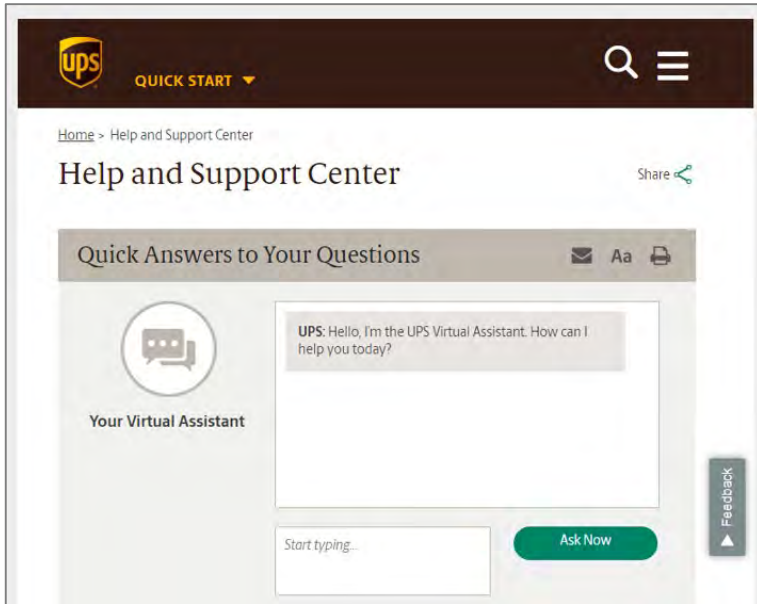 ups
QUICK START
Home > Help and Support Center
Help and Support Center
Share
Quick Answers to Your Questions
Aa
UPS: Hello, I'm the UPS Virtual Assistant. How can I
help you today?
Your Virtual Assistant
Start typing...
Ask Now
Feedback